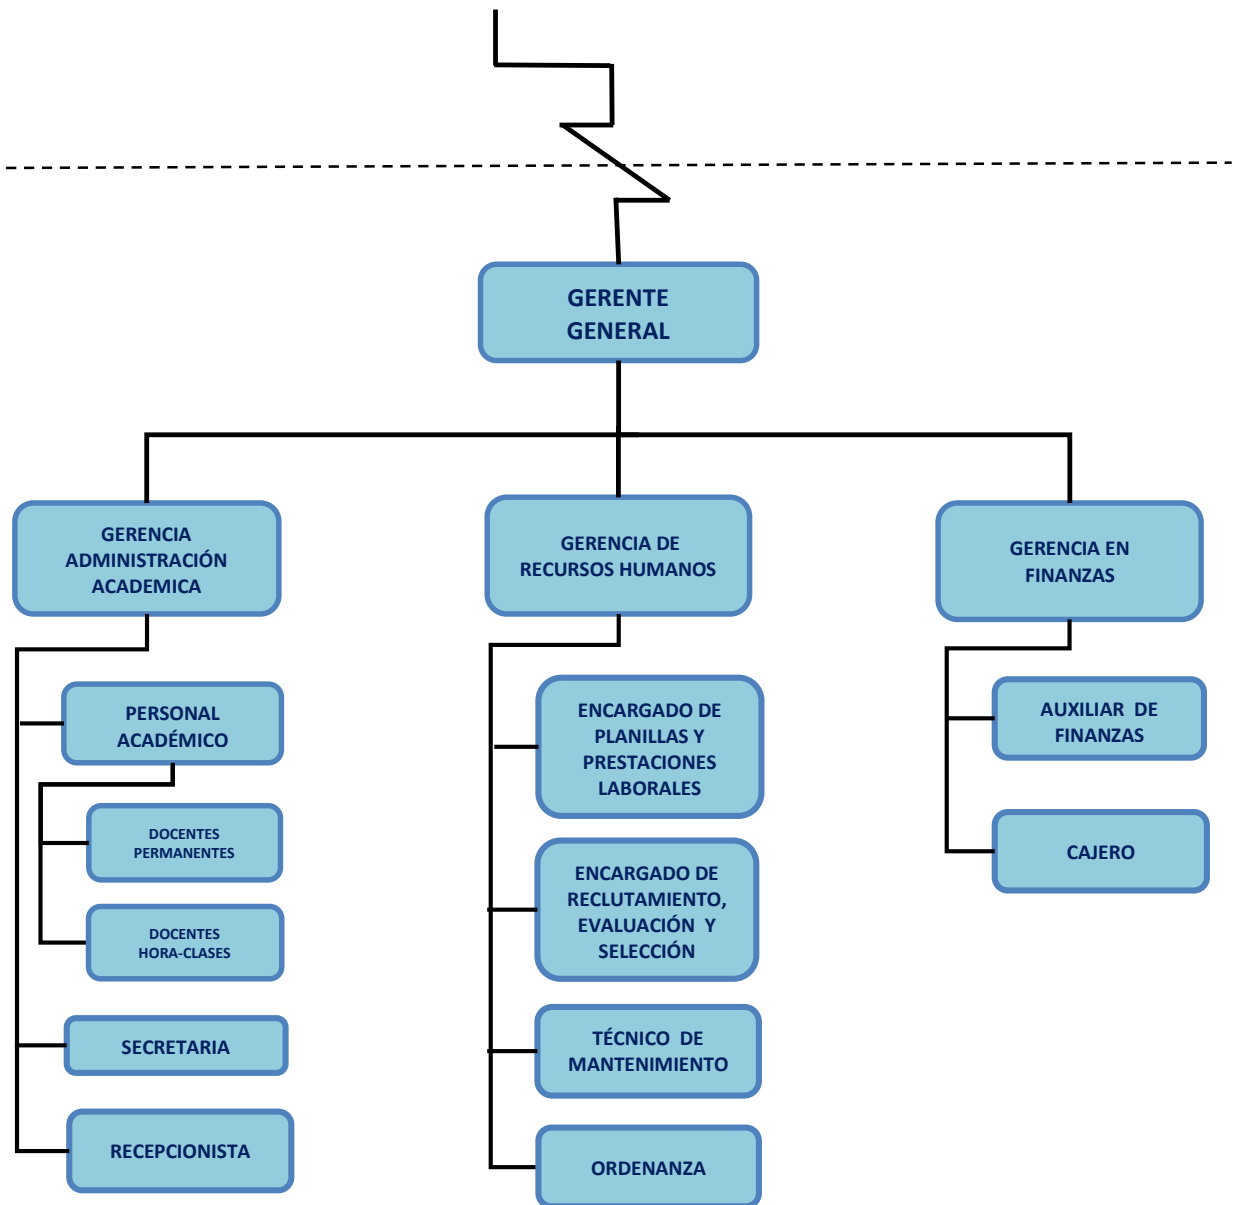 GERENTE
GENERAL
GERENCIA
ADMINISTRACIÓN
ACADEMICA
PERSONAL
ACADÉMICO
DOCENTES
PERMANENTES
DOCENTES
HORA-CLASES
SECRETARIA
RECEPCIONISTA
GERENCIA DE
RECURSOS HUMANOS
ENCARGADO DE
PLANILLAS Y
PRESTACIONES
LABORALES
ENCARGADO DE
RECLUTAMIENTO,
EVALUACIÓN Y
SELECCIÓN
TÉCNICO DE
MANTENIMIENTO
ORDENANZA
GERENCIA EN
FINANZAS
AUXILIAR DE
FINANZAS
CAJERO